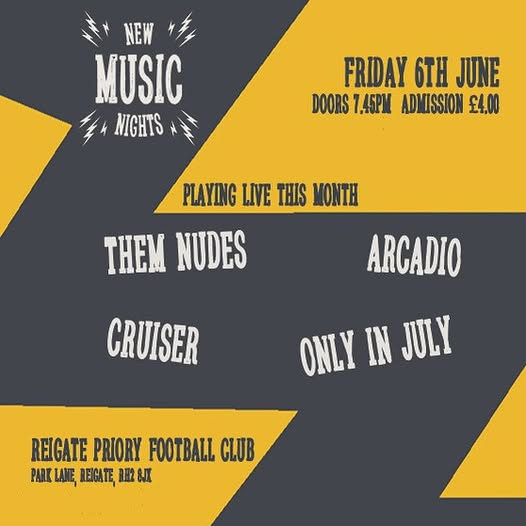 NEW
MUSIC
NIGHTS
FRIDAY 6TH JUNE
DOORS 7.45PM ADMISSION £4.00
PLAYING LIVE THIS MONTH
THEM NUDES
ARCADIO
CRUISER
ONLY IN JULY
REIGATE PRIORY FOOTBALL CLUB
PARK LANE, REIGATE, RH2 8JX